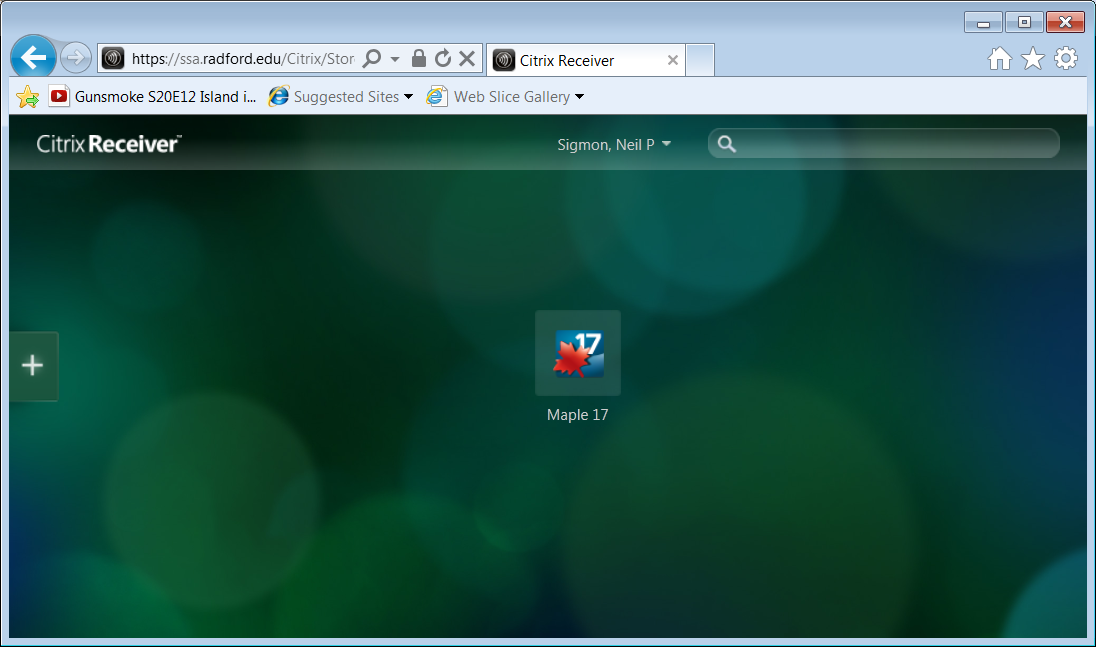 https://ssa.radford.edu/Citrix/Stor
Citrix Receiver
Gunsmoke S20E12 Island i...
Suggested Sites
Web Slice Gallery
Citrix Receiver™
Sigmon, Neil P
17
Maple 17